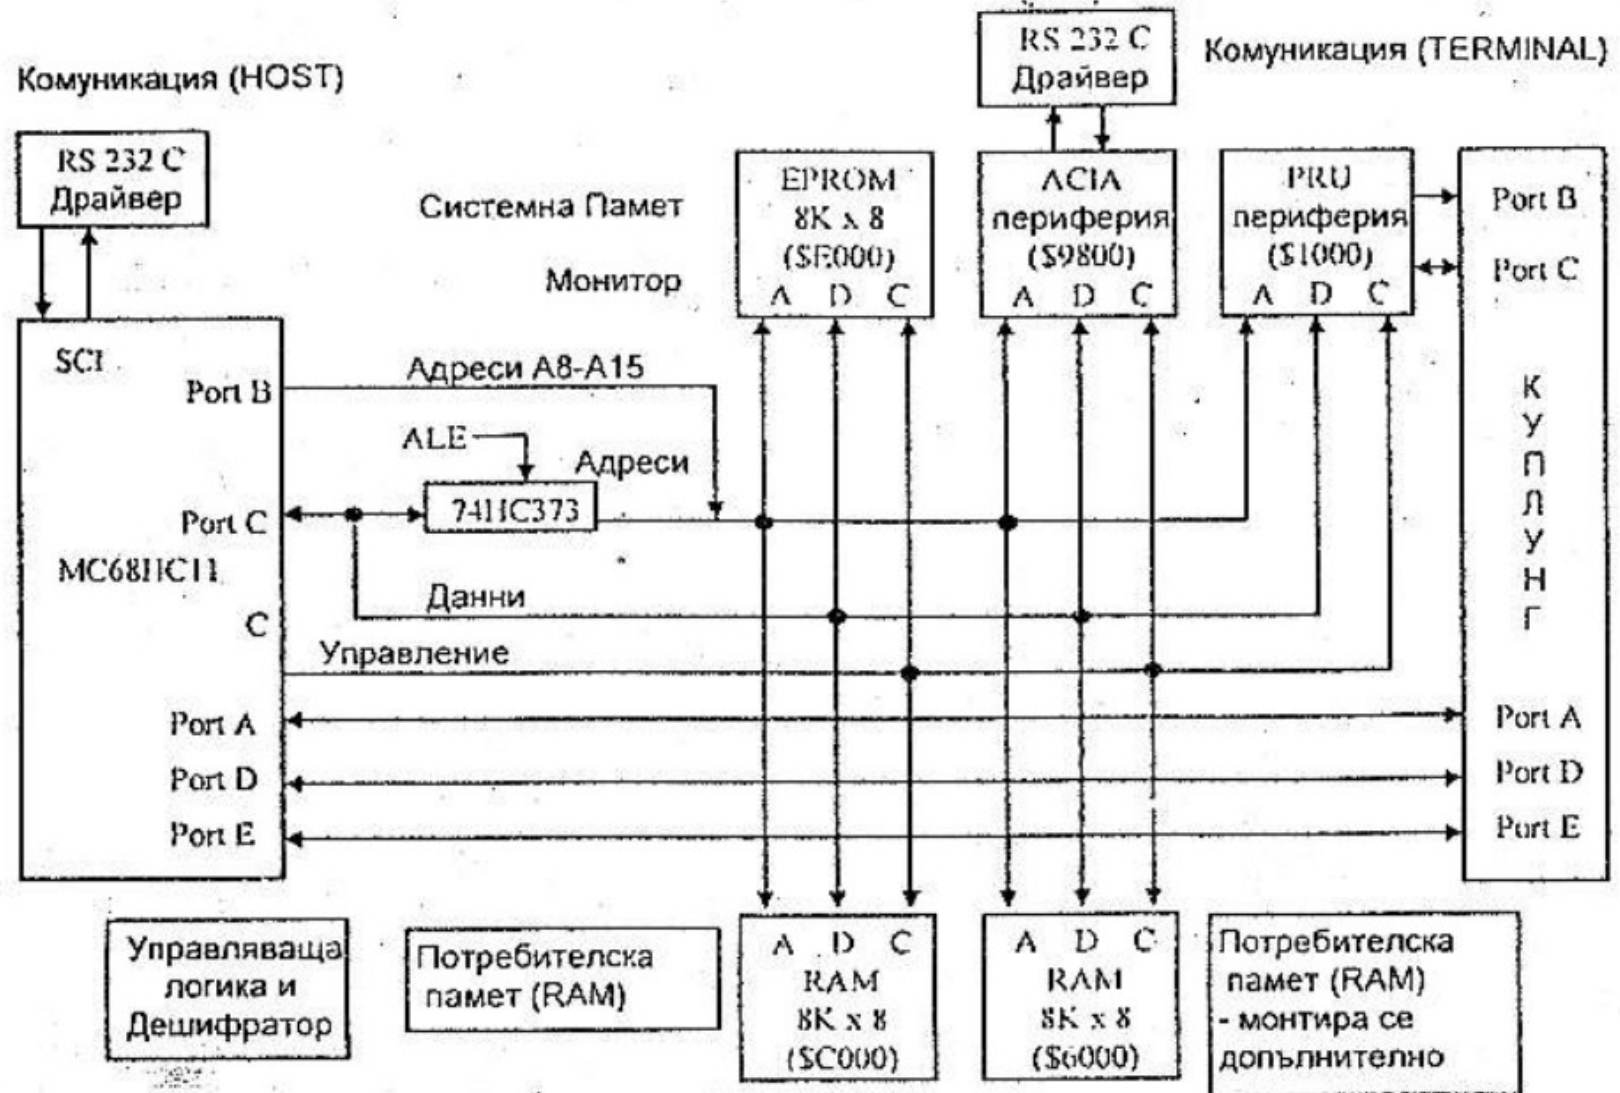 Комуникация (HOST)
RS 232 C
Драйвер
RS 232 C
Драйвер
Комуникация (TERMINAL)
Системна Памет
Монитор
EPROM
8K x 8
($E000)
A D C
ACIA
периферия
($9800)
A D C
PRU
периферия
($1000)
A D C
Port B
Port C
КУПЛУНГ
Port A
Port D
Port E
SCI
Port B
Port C
MC68HC11
C
Port A
Port D
Port E
Адреси A8-A15
ALE
Адреси
74HC373
Данни
Управление
Управляваща
логика и
Дешифратор
Потребителска
памет (RAM)
A D C
RAM
8K x 8
($C000)
A D C
RAM
8K x 8
($6000)
Потребителска
памет (RAM)
- монтира се
допълнително